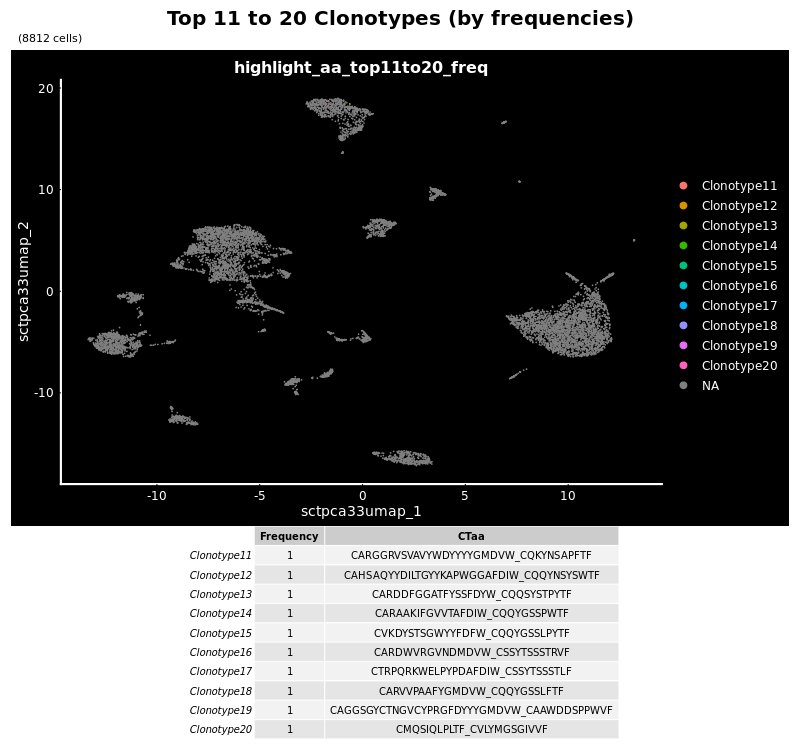 Top 11 to 20 Clonotypes (by frequencies)
(8812 cells)
highlight_aa_top11to20_freq
20
10
0
-10
sctpca33umap_2
-10 -5 0 5 10
sctpca33umap_1
Clonotype11
Clonotype12
Clonotype13
Clonotype14
Clonotype15
Clonotype16
Clonotype17
Clonotype18
Clonotype19
Clonotype20
NA
Frequency CTaa
Clonotype11 1 CARGGRVSVAVYWDYYYYGMDVW_CQKYNSAPFTF
Clonotype12 1 CAHSAQYYDILTGYYKAPWGGAFDIW_CQQYNSYSWTF
Clonotype13 1 CARDDFGGATFYSSFDYW_CQQSYSTPYTF
Clonotype14 1 CARAAKIFGVVTAFDIW_CQQYGSSPWTF
Clonotype15 1 CVKDYSTSGWYYFDFW_CQQYGSSLPYTF
Clonotype16 1 CARDWVRGVNDMDVW_CSSYTSSSTRVF
Clonotype17 1 CTRPQRKWELPYPDAFDIW_CSSYTSSSTLF
Clonotype18 1 CARVVPAAFYGMDVW_CQQYGSSLFTF
Clonotype19 1 CAGGSGYCTNGVCYPRGFDYYYGMDVW_CAAWDDSPPWVF
Clonotype20 1 CMQSIQLPLTF_CVLYMGSGIVVF